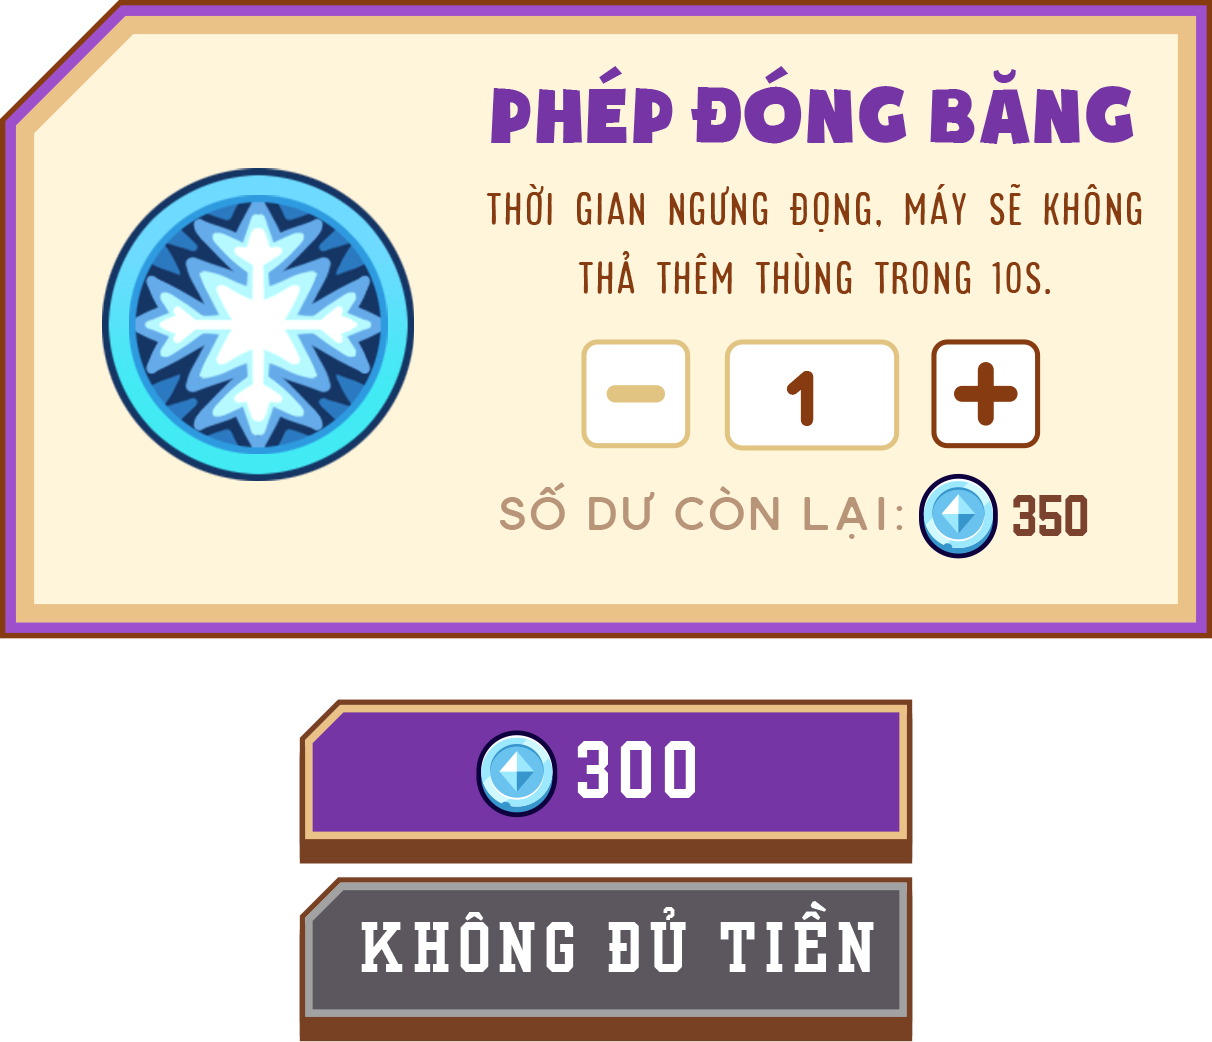 PHÉP ĐÓNG BĂNG
THỜI GIAN NGƯNG ĐỌNG, MÁY SẼ KHÔNG
THẢ THÊM THÙNG TRONG 10S.
− 1 +
SỐ DƯ CÒN LẠI: 350
300
KHÔNG ĐỦ TIỀN